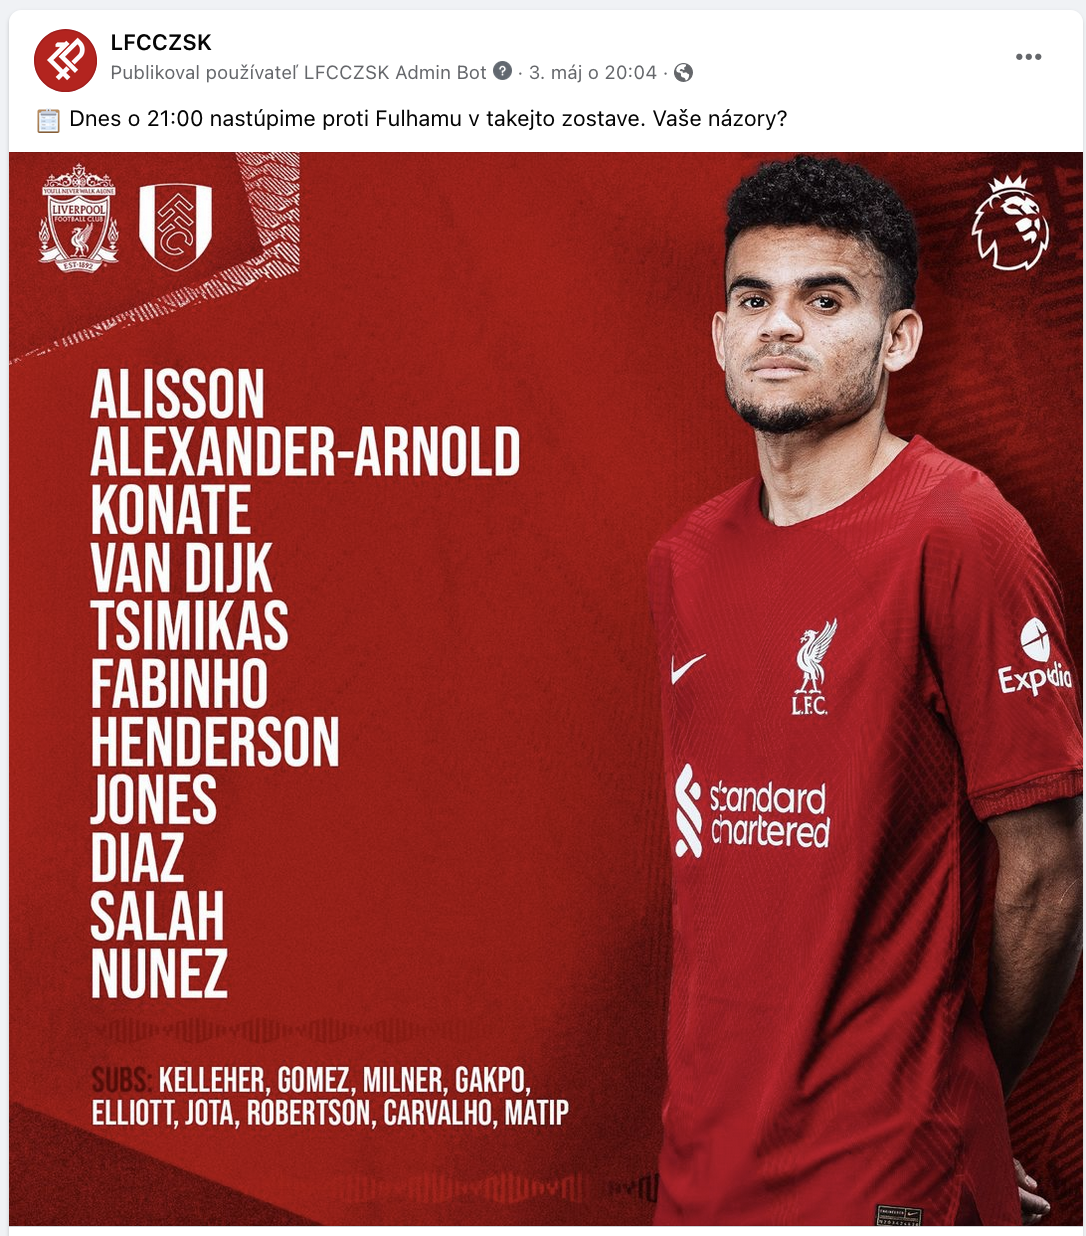 LFCCZSK
Publikoval používateľ LFCCZSK Admin Bot · 3. máj o 20:04 ·
Dnes o 21:00 nastúpime proti Fulhamu v takejto zostave. Vaše názory?
YOU'LL NEVER WALK ALONE
LIVERPOOL
FOOTBALL CLUB
EST·1892
FFC
ALISSON
ALEXANDER-ARNOLD
KONATE
VAN DIJK
TSIMIKAS
FABINHO
HENDERSON
JONES
DIAZ
SALAH
NUNEZ
SUBS: KELLEHER, GOMEZ, MILNER, GAKPO,
ELLIOTT, JOTA, ROBERTSON, CARVALHO, MATIP
L.F.C.
Expedia
standard
chartered